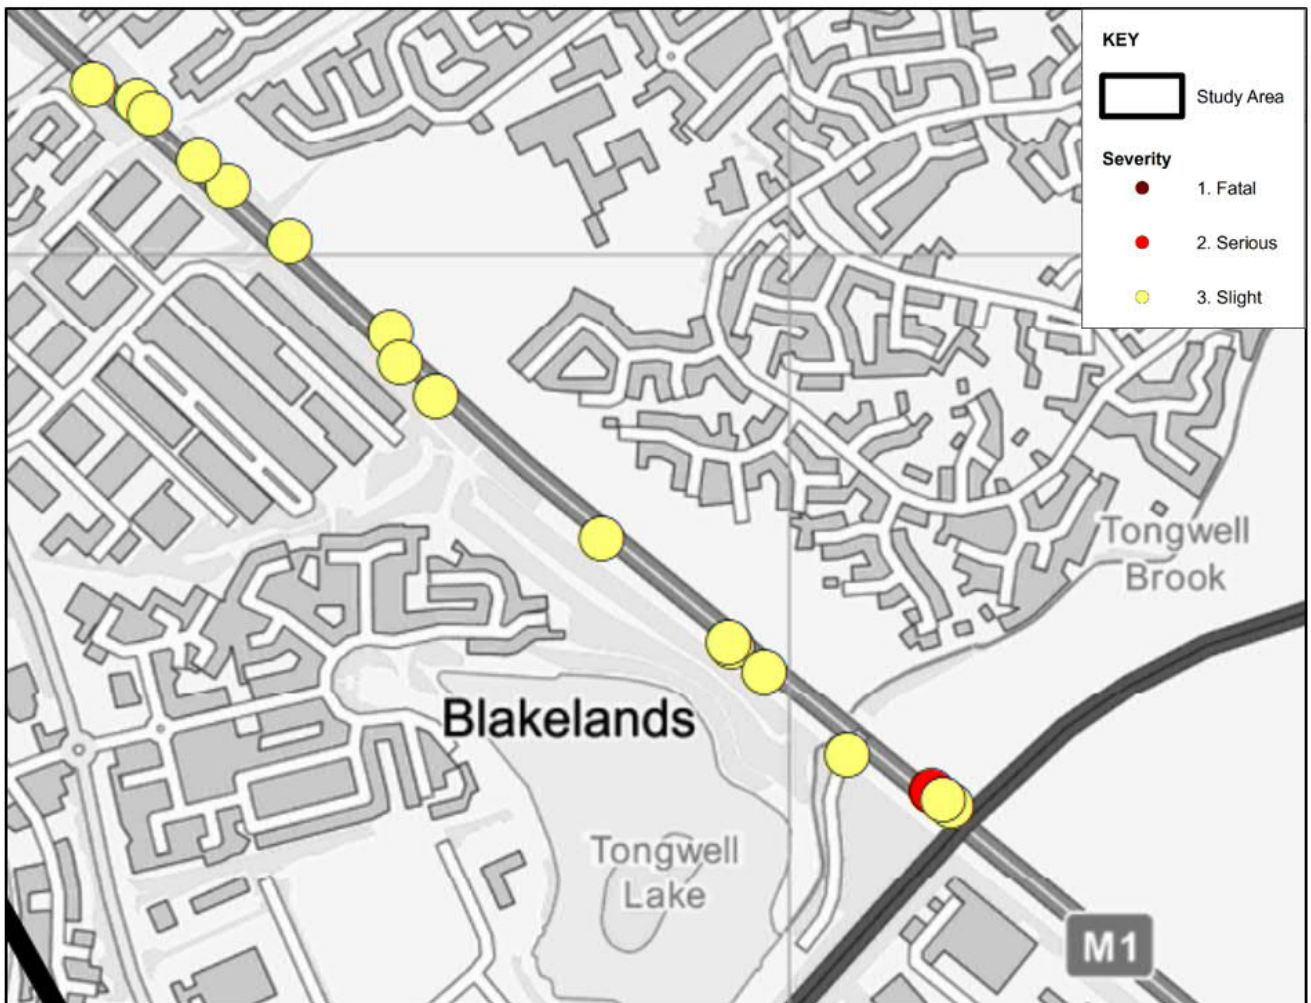 KEY
Study Area
Severity
1. Fatal
2. Serious
3. Slight
Tongwell
Brook
Blakelands
Tongwell
Lake
M1